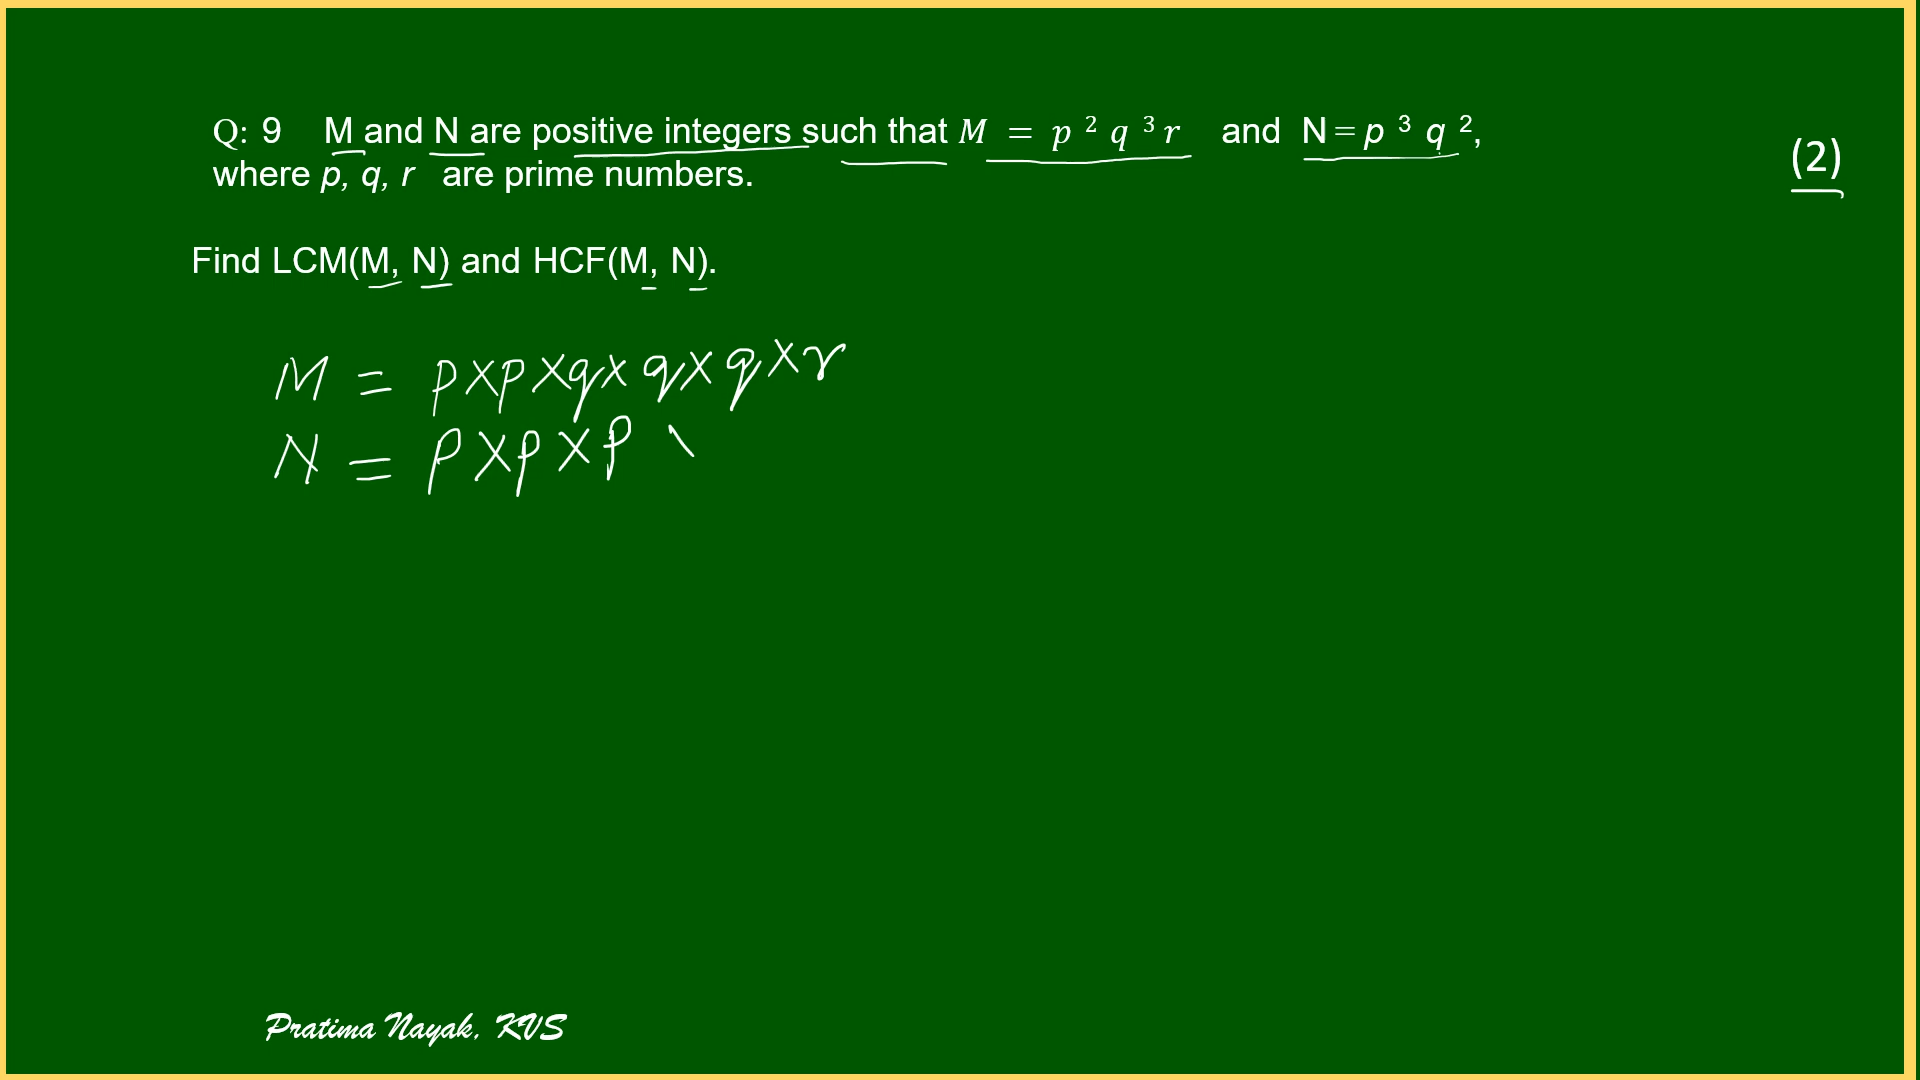 Q: 9 M and N are positive integers such that M = p ² q ³ r and N = p ³ q ²,
(2)
where p, q, r are prime numbers.
Find LCM(M, N) and HCF(M, N).
M = p × p × q × q × q × r
N = p × p × p \
Pratima Nayak, KVS